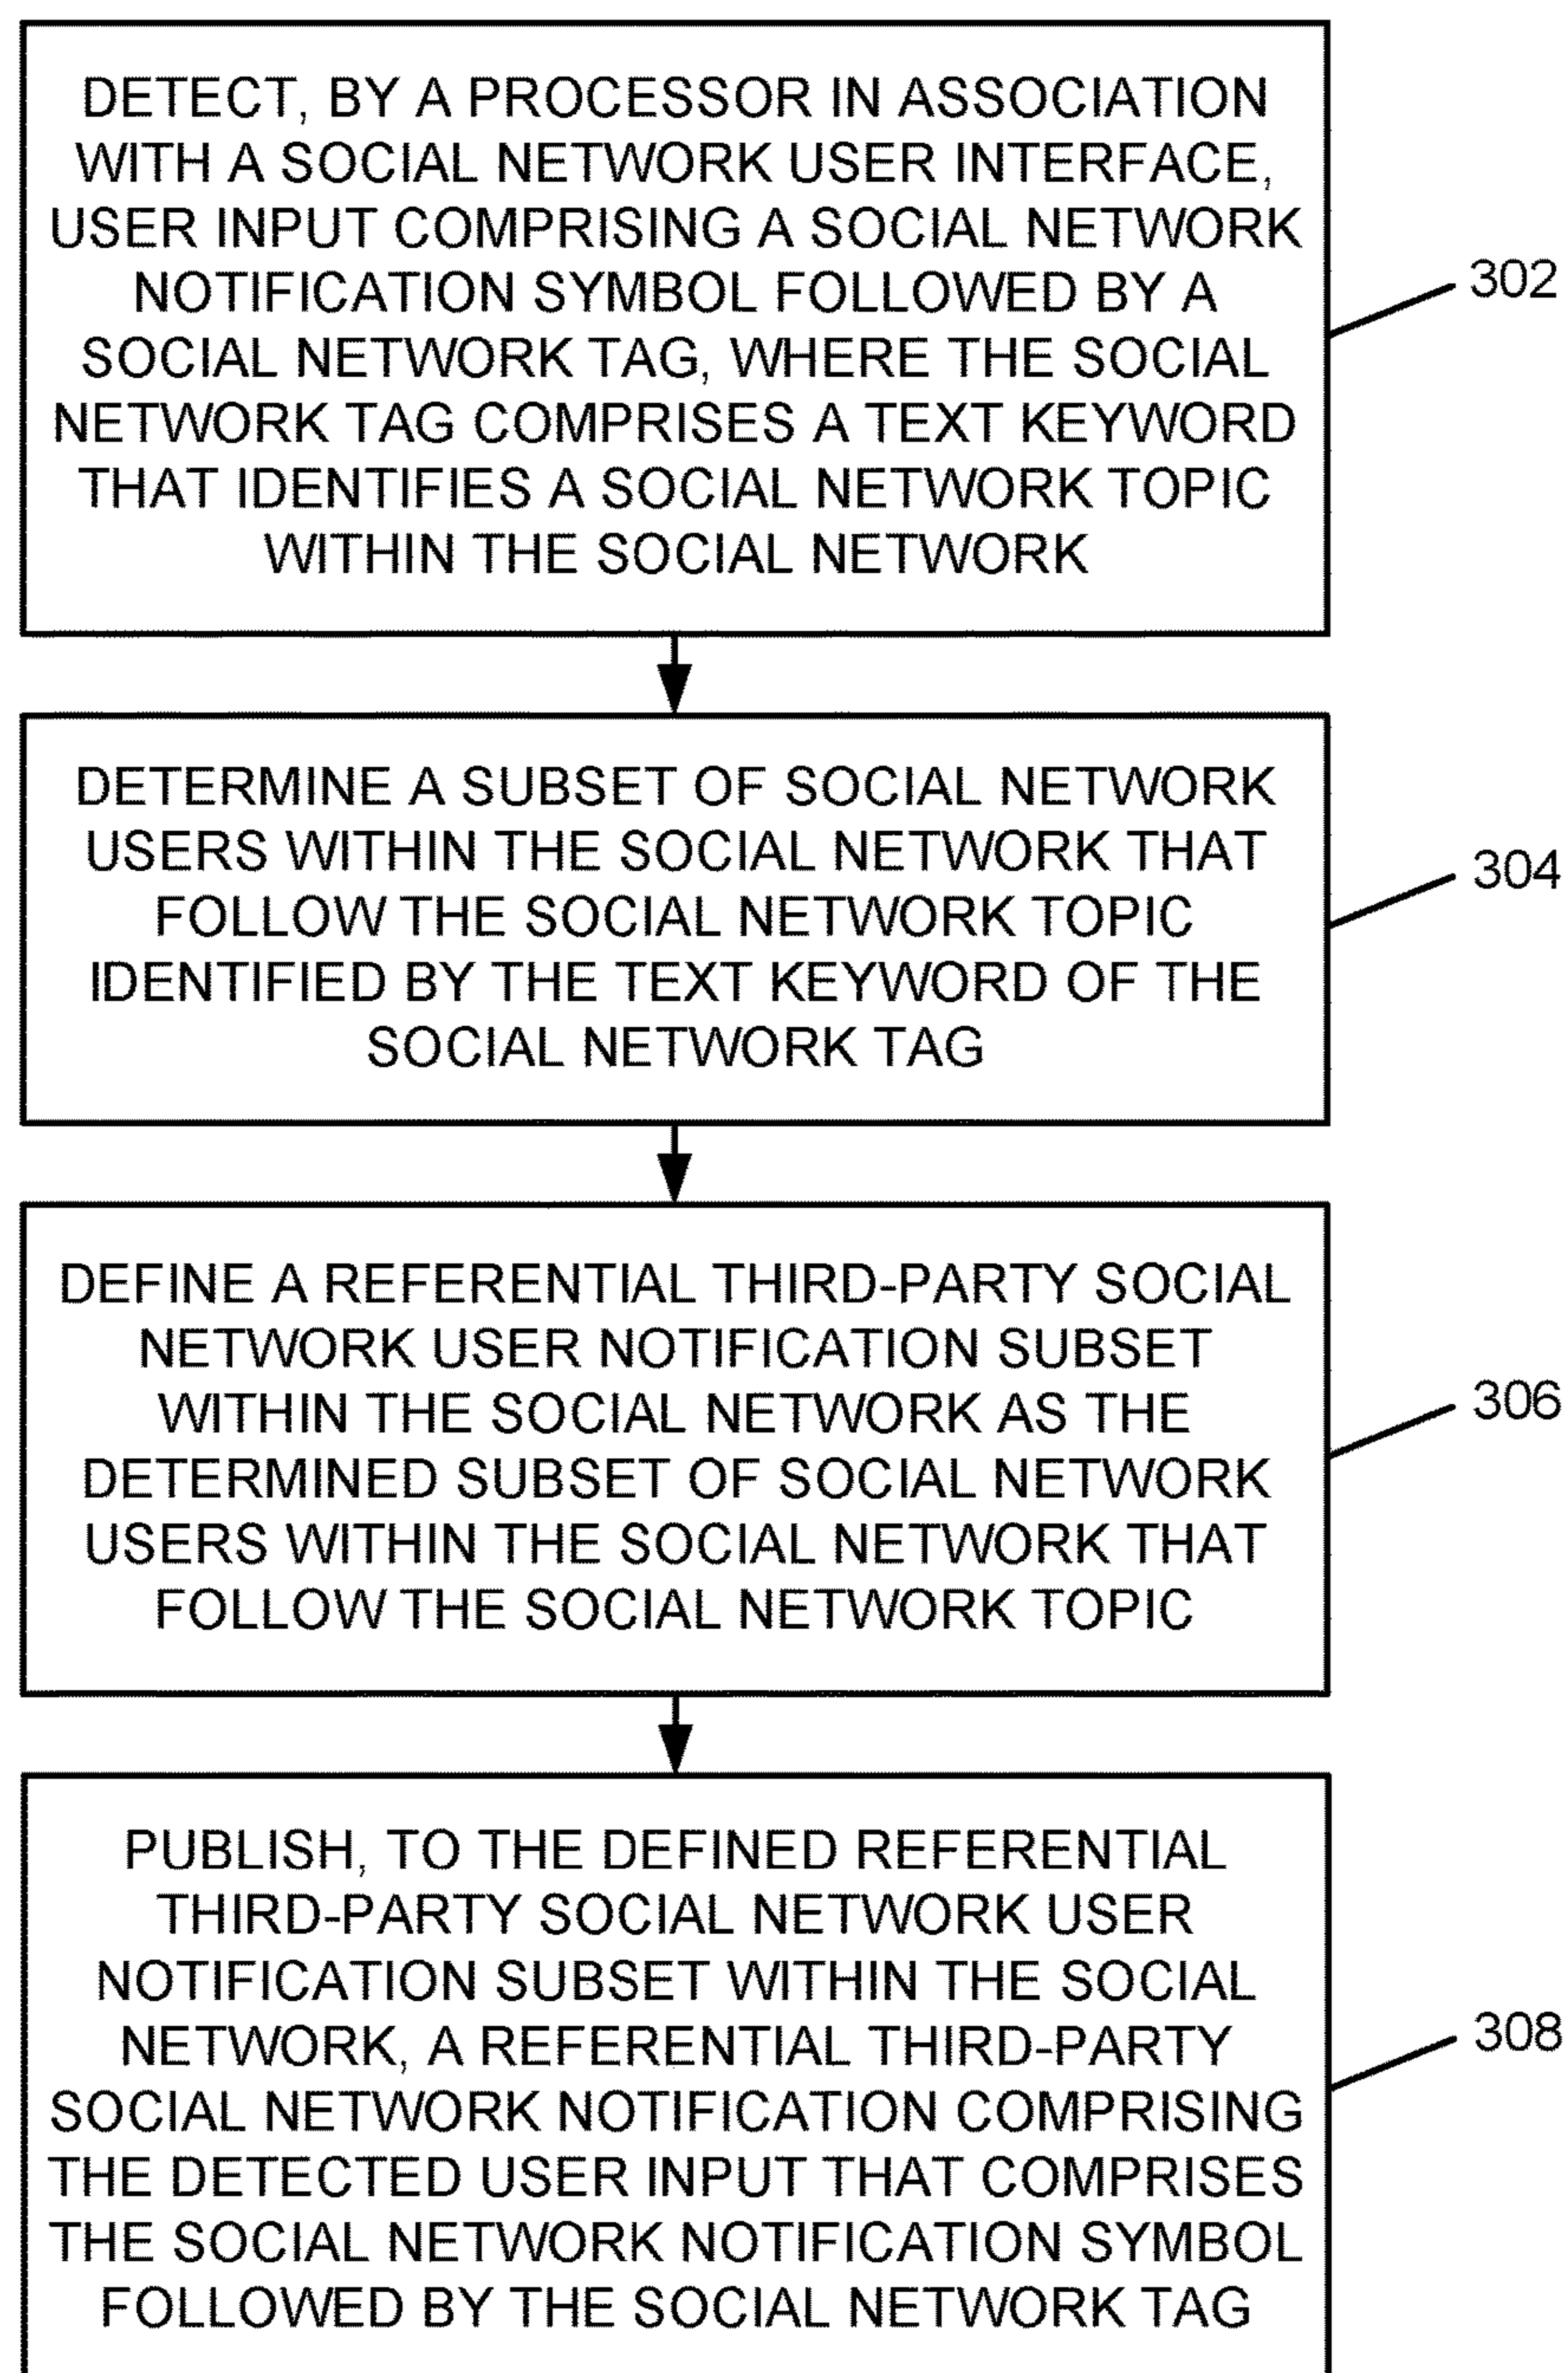 DETECT, BY A PROCESSOR IN ASSOCIATION
WITH A SOCIAL NETWORK USER INTERFACE,
USER INPUT COMPRISING A SOCIAL NETWORK
NOTIFICATION SYMBOL FOLLOWED BY A
SOCIAL NETWORK TAG, WHERE THE SOCIAL
NETWORK TAG COMPRISES A TEXT KEYWORD
THAT IDENTIFIES A SOCIAL NETWORK TOPIC
WITHIN THE SOCIAL NETWORK
302
DETERMINE A SUBSET OF SOCIAL NETWORK
USERS WITHIN THE SOCIAL NETWORK THAT
FOLLOW THE SOCIAL NETWORK TOPIC
IDENTIFIED BY THE TEXT KEYWORD OF THE
SOCIAL NETWORK TAG
304
DEFINE A REFERENTIAL THIRD-PARTY SOCIAL
NETWORK USER NOTIFICATION SUBSET
WITHIN THE SOCIAL NETWORK AS THE
DETERMINED SUBSET OF SOCIAL NETWORK
USERS WITHIN THE SOCIAL NETWORK THAT
FOLLOW THE SOCIAL NETWORK TOPIC
306
PUBLISH, TO THE DEFINED REFERENTIAL
THIRD-PARTY SOCIAL NETWORK USER
NOTIFICATION SUBSET WITHIN THE SOCIAL
NETWORK, A REFERENTIAL THIRD-PARTY
SOCIAL NETWORK NOTIFICATION COMPRISING
THE DETECTED USER INPUT THAT COMPRISES
THE SOCIAL NETWORK NOTIFICATION SYMBOL
FOLLOWED BY THE SOCIAL NETWORK TAG
308